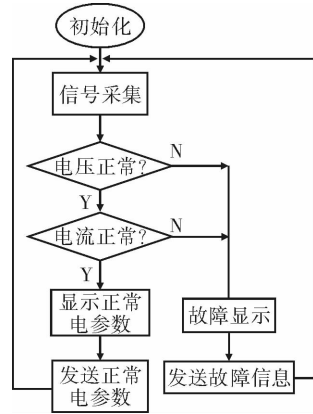 初始化
信号采集
电压正常?
N
Y
电流正常?
N
Y
显示正常
电参数
故障显示
发送正常
电参数
发送故障信息